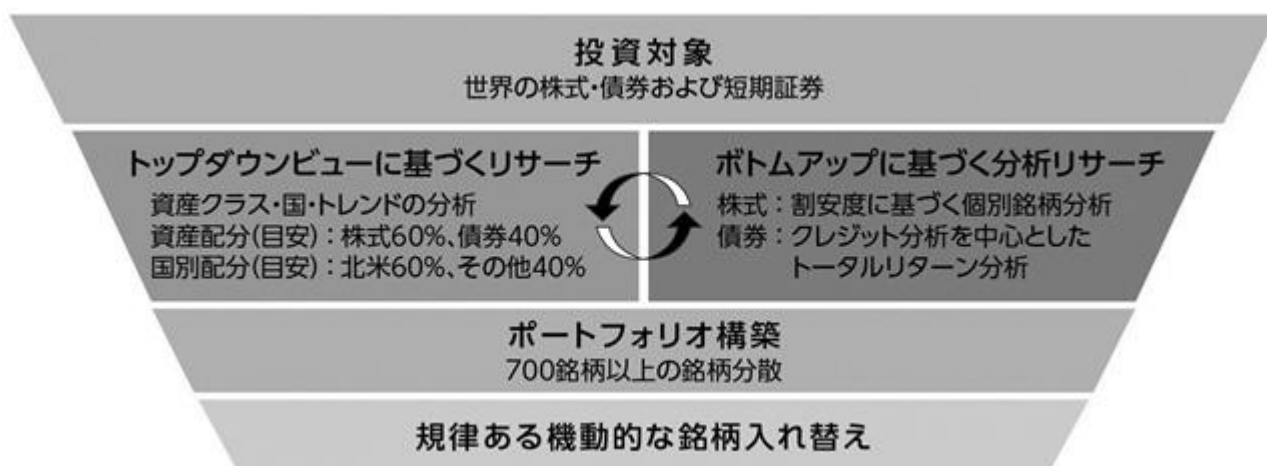 投資対象
世界の株式・債券および短期証券
トップダウンビューに基づくリサーチ
資産クラス・国・トレンドの分析
資産配分(目安)：株式60%、債券40%
国別配分(目安)：北米60%、その他40%
ボトムアップに基づく分析リサーチ
株式：割安度に基づく個別銘柄分析
債券：クレジット分析を中心とした
トータルリターン分析
ポートフォリオ構築
700銘柄以上の銘柄分散
規律ある機動的な銘柄入れ替え